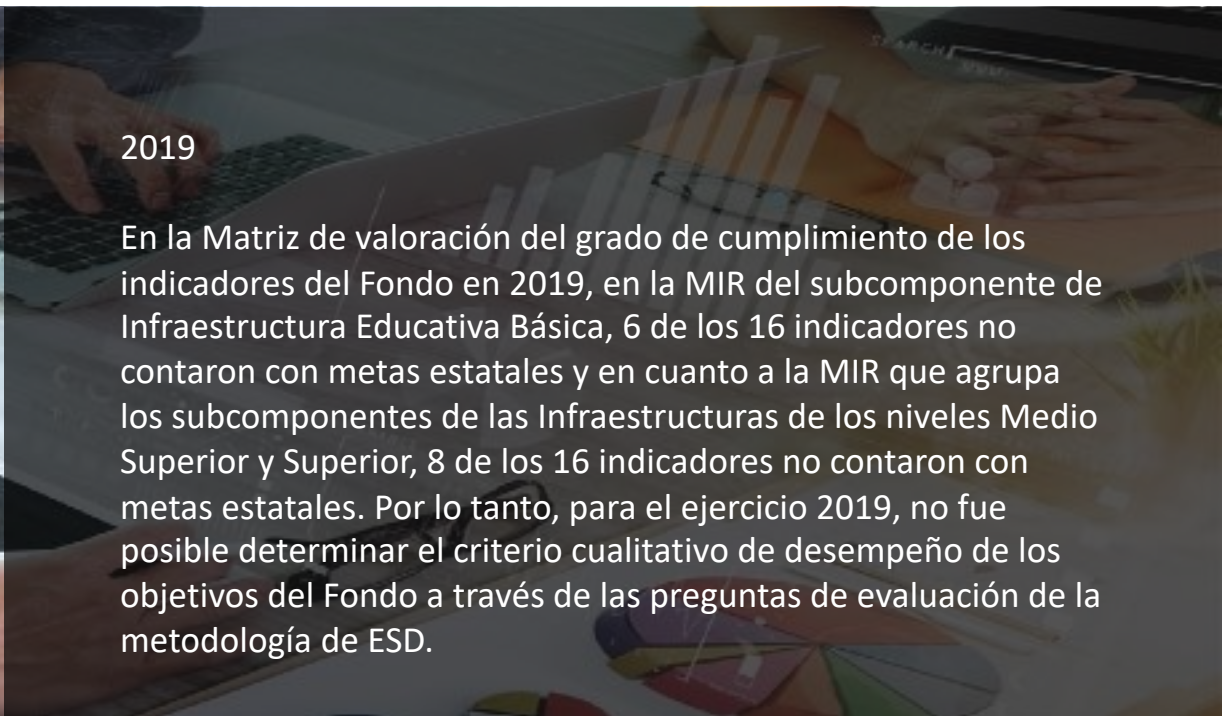 SEARCH
2019
En la Matriz de valoración del grado de cumplimiento de los
indicadores del Fondo en 2019, en la MIR del subcomponente de
Infraestructura Educativa Básica, 6 de los 16 indicadores no
contaron con metas estatales y en cuanto a la MIR que agrupa
los subcomponentes de las Infraestructuras de los niveles Medio
Superior y Superior, 8 de los 16 indicadores no contaron con
metas estatales. Por lo tanto, para el ejercicio 2019, no fue
posible determinar el criterio cualitativo de desempeño de los
objetivos del Fondo a través de las preguntas de evaluación de la
metodología de ESD.